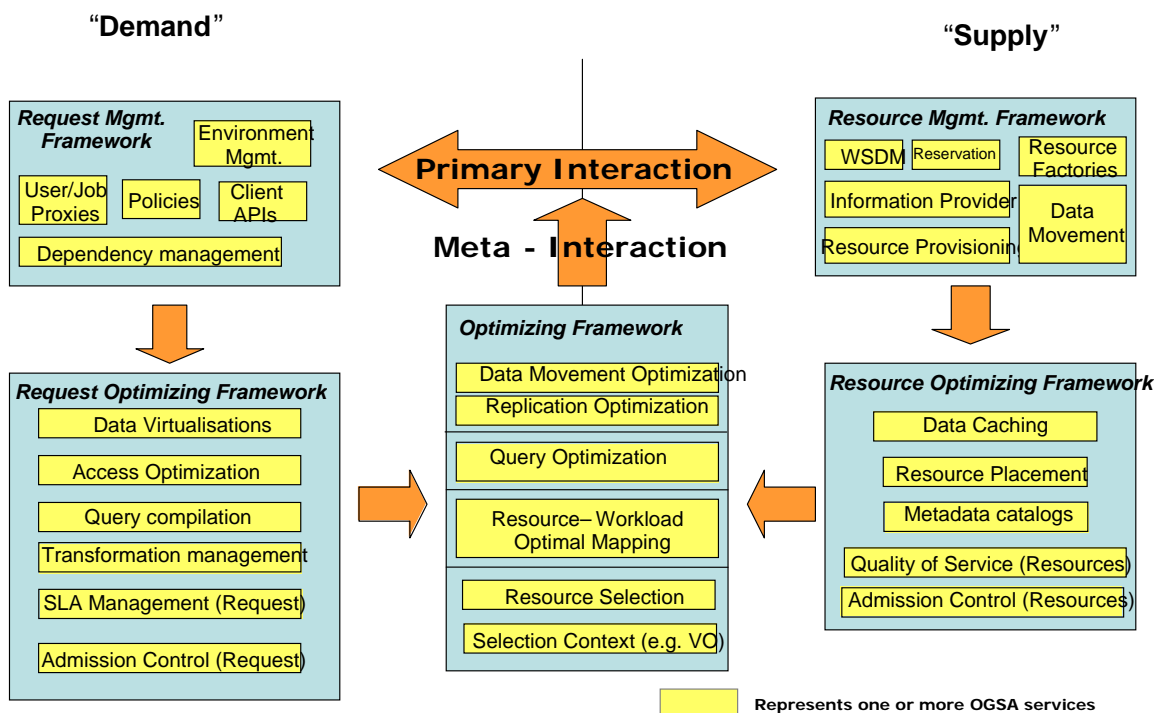 “Demand”
“Supply”
Request Mgmt.
Framework
Environment
Mgmt.
User/Job
Proxies
Policies
Client
APIs
Dependency management
Primary Interaction
Meta - Interaction
Resource Mgmt. Framework
WSDM
Reservation
Resource
Factories
Information Provider
Data
Movement
Resource Provisioning
Request Optimizing Framework
Data Virtualisations
Access Optimization
Query compilation
Transformation management
SLA Management (Request)
Admission Control (Request)
Optimizing Framework
Data Movement Optimization
Replication Optimization
Query Optimization
Resource– Workload
Optimal Mapping
Resource Selection
Selection Context (e.g. VO)
Resource Optimizing Framework
Data Caching
Resource Placement
Metadata catalogs
Quality of Service (Resources)
Admission Control (Resources)
Represents one or more OGSA services